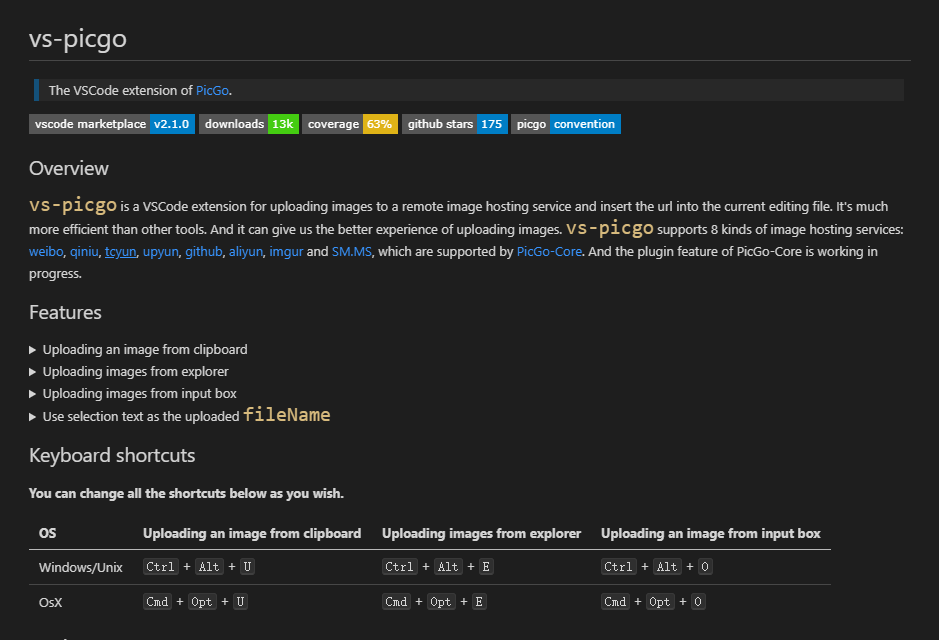 vs-picgo
The VSCode extension of PicGo.
vscode marketplace v2.1.0 downloads 13k coverage 63% github stars 175 picgo convention
Overview
vs-picgo is a VSCode extension for uploading images to a remote image hosting service and insert the url into the current editing file. It's much
more efficient than other tools. And it can give us the better experience of uploading images. vs-picgo supports 8 kinds of image hosting services:
weibo, qiniu, tcyun, upyun, github, aliyun, imgur and SM.MS, which are supported by PicGo-Core. And the plugin feature of PicGo-Core is working in
progress.
Features
Uploading an image from clipboard
Uploading images from explorer
Uploading images from input box
Use selection text as the uploaded fileName
Keyboard shortcuts
You can change all the shortcuts below as you wish.
OS Uploading an image from clipboard Uploading images from explorer Uploading an image from input box
Windows/Unix Ctrl + Alt + U Ctrl + Alt + E Ctrl + Alt + O
OsX Cmd + Opt + U Cmd + Opt + E Cmd + Opt + O